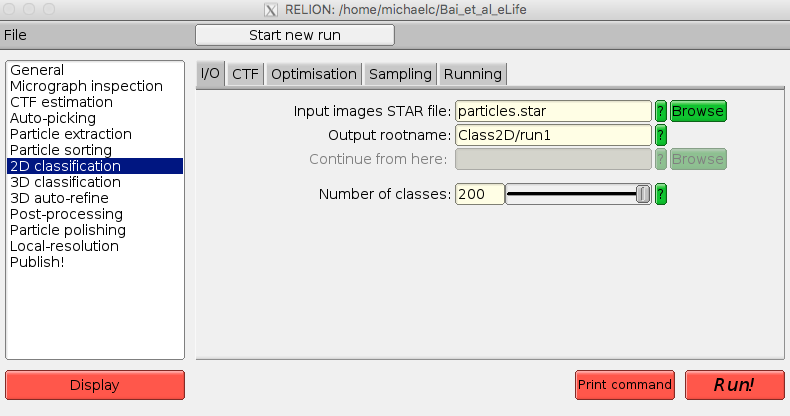 RELION: /home/michaelc/Bai_et_al_eLife
File
Start new run
General
Micrograph inspection
CTF estimation
Auto-picking
Particle extraction
Particle sorting
2D classification
3D classification
3D auto-refine
Post-processing
Particle polishing
Local-resolution
Publish!
I/O CTF Optimisation Sampling Running
Input images STAR file: particles.star ? Browse
Output rootname: Class2D/run1 ?
Continue from here: ? Browse
Number of classes: 200 ?
Display
Print command
Run!